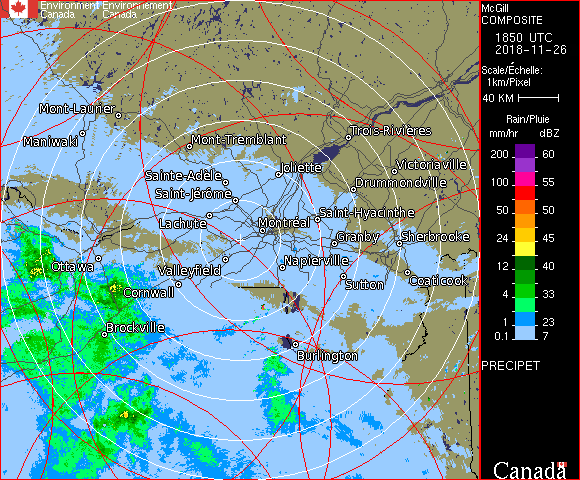 Environment Environnement
Canada Canada
McGill
COMPOSITE
1850 UTC
2018-11-26
Scale/Échelle:
1km/Pixel
40 KM
Rain/Pluie
mm/hr dBZ
200 60
100 55
50 50
24 45
12 40
4 33
1 23
0.1 7
PRECIPET
Canada
Mont-Laurier
Maniwaki
Mont-Tremblant
Trois-Rivières
Sainte-Adèle
Joliette
Victoriaville
Saint-Jérôme
Drummondville
Lachute
Montréal
Saint-Hyacinthe
Granby
Sherbrooke
Ottawa
Valleyfield
Napierville
Sutton
Coaticook
Cornwall
Brockville
Burlington